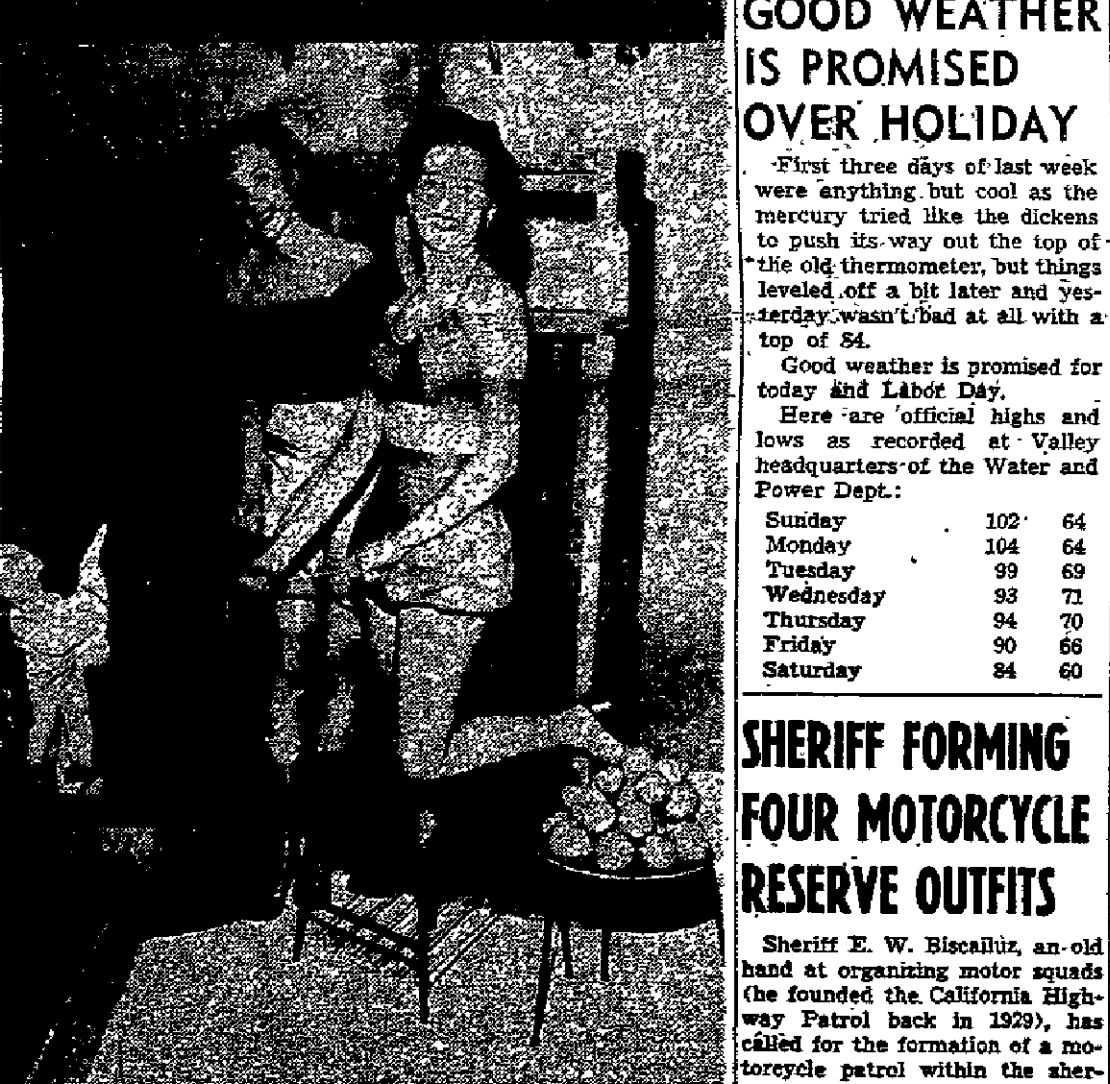 GOOD WEATHER
IS PROMISED
OVER HOLIDAY
First three days of last week
were anything but cool as the
mercury tried like the dickens
to push its way out the top of
the old thermometer, but things
leveled off a bit later and yes-
terday wasn't bad at all with a
top of 84.
Good weather is promised for
today and Labor Day.
Here are official highs and
lows as recorded at Valley
headquarters of the Water and
Power Dept.:
Sunday 102 64
Monday 104 64
Tuesday 99 69
Wednesday 93 71
Thursday 94 70
Friday 90 66
Saturday 84 60
SHERIFF FORMING
FOUR MOTORCYCLE
RESERVE OUTFITS
Sheriff E. W. Biscailuz, an old
hand at organizing motor squads
(he founded the California High-
way Patrol back in 1929), has
called for the formation of a mo-
torcycle patrol within the sher-